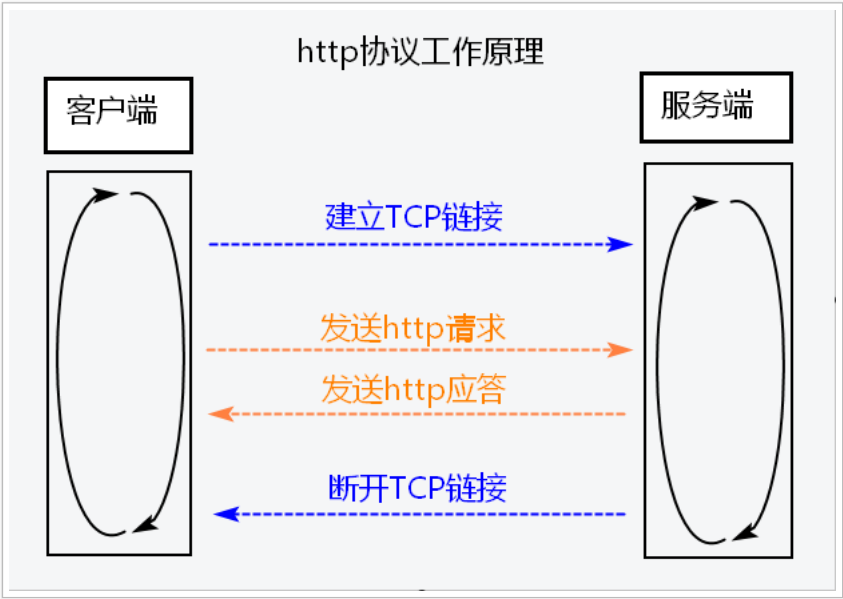 http协议工作原理
客户端
服务端
建立TCP链接
发送http请求
发送http应答
断开TCP链接